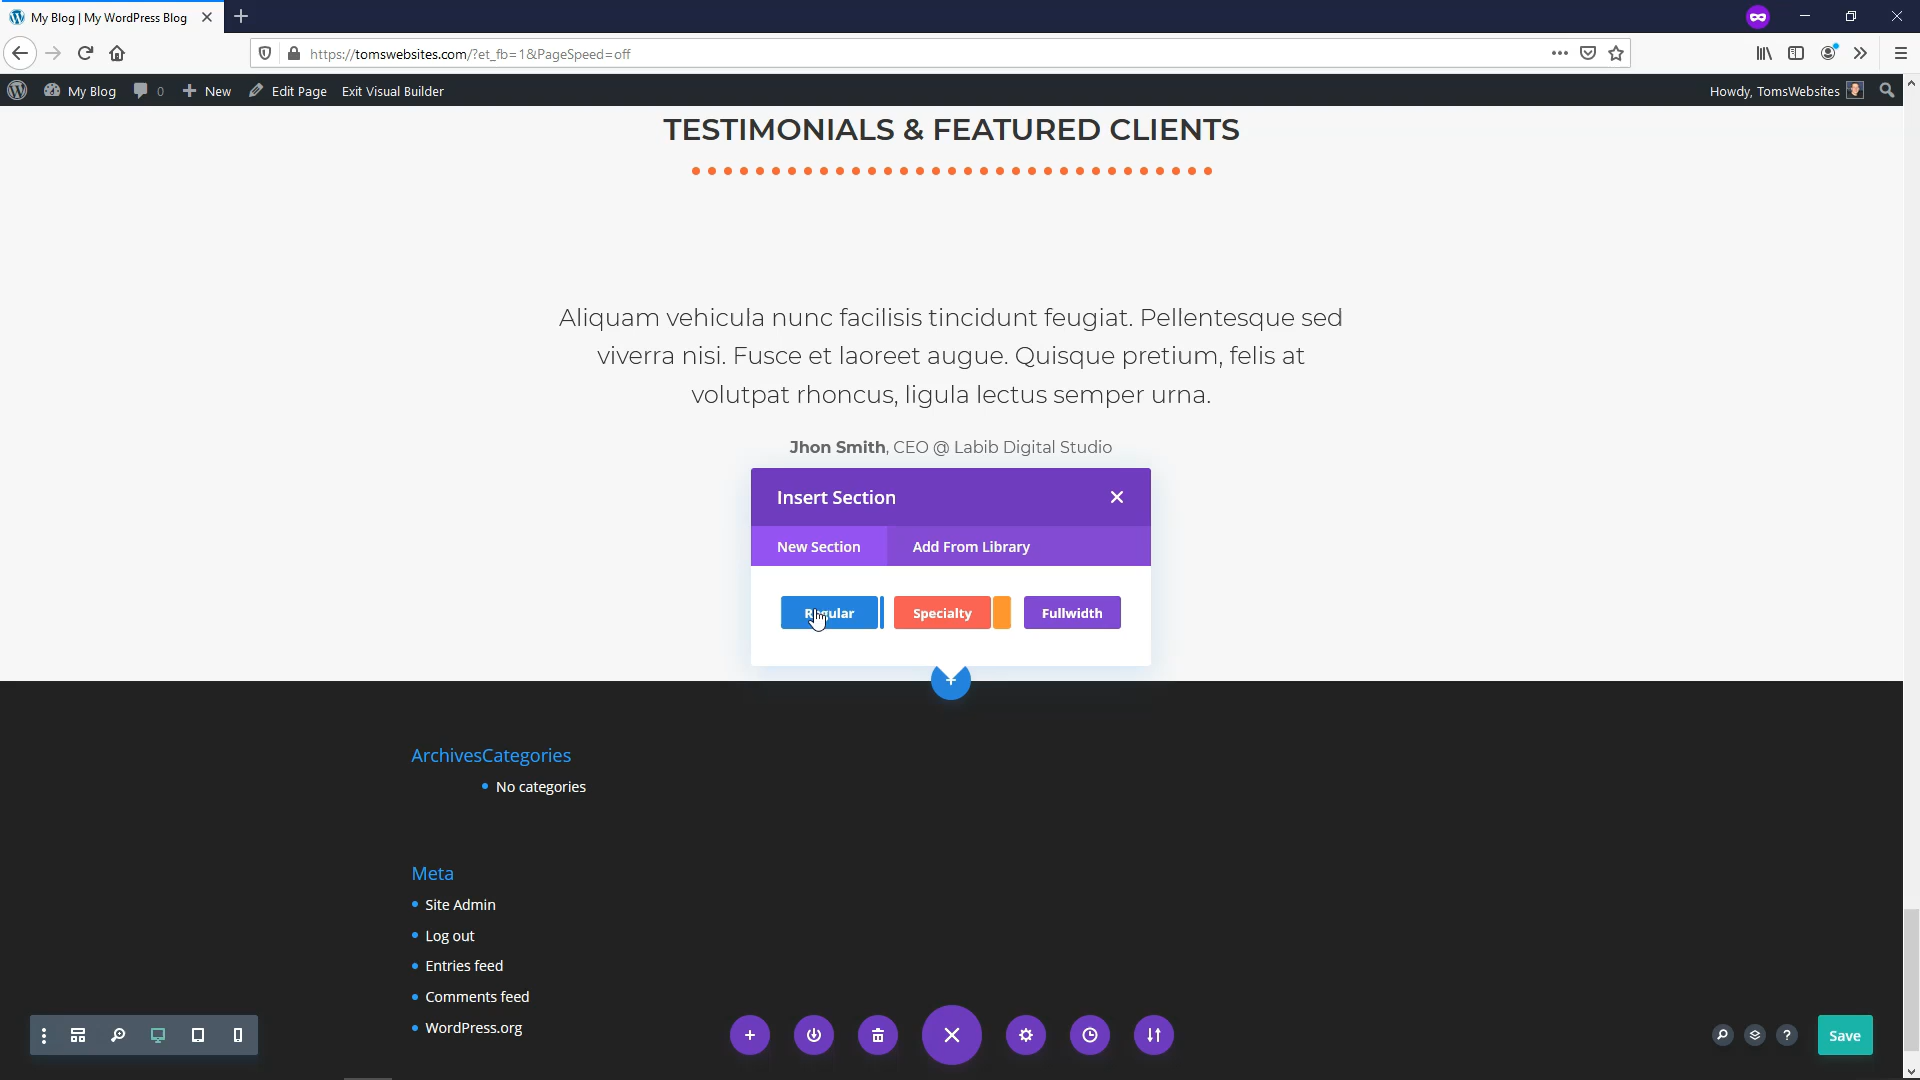 My Blog | My WordPress Blog
https://tomswebsites.com/?et_fb=1&PageSpeed=off
My Blog 0 New Edit Page Exit Visual Builder Howdy, TomsWebsites
TESTIMONIALS & FEATURED CLIENTS
Aliquam vehicula nunc facilisis tincidunt feugiat. Pellentesque sed
viverra nisi. Fusce et laoreet augue. Quisque pretium, felis at
volutpat rhoncus, ligula lectus semper urna.
Jhon Smith, CEO @ Labib Digital Studio
Insert Section
New Section Add From Library
Regular Specialty Fullwidth
ArchivesCategories
No categories
Meta
Site Admin
Log out
Entries feed
Comments feed
WordPress.org
Save